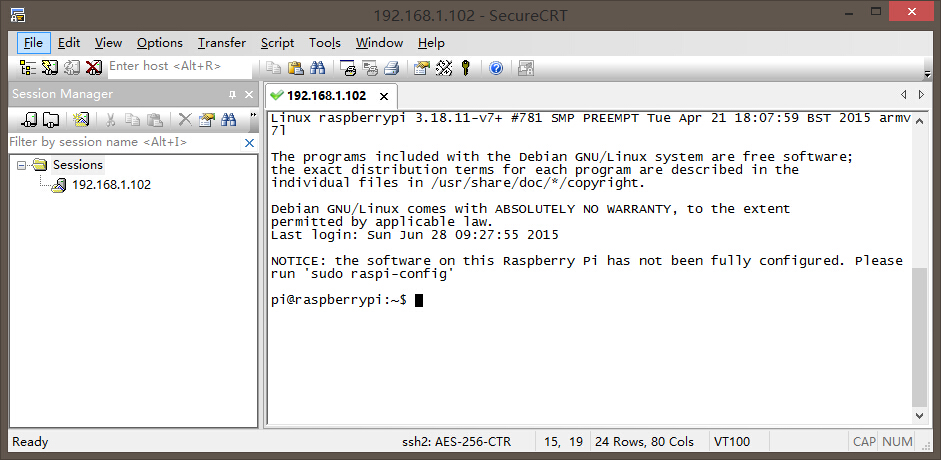 192.168.1.102 - SecureCRT
File Edit View Options Transfer Script Tools Window Help
Enter host <Alt+R>
Session Manager
192.168.1.102
Filter by session name <Alt+I>
Sessions
192.168.1.102
Linux raspberrypi 3.18.11-v7+ #781 SMP PREEMPT Tue Apr 21 18:07:59 BST 2015 armv
7l
The programs included with the Debian GNU/Linux system are free software;
the exact distribution terms for each program are described in the
individual files in /usr/share/doc/*/copyright.
Debian GNU/Linux comes with ABSOLUTELY NO WARRANTY, to the extent
permitted by applicable law.
Last login: Sun Jun 28 09:27:55 2015
NOTICE: the software on this Raspberry Pi has not been fully configured. Please
run 'sudo raspi-config'
pi@raspberrypi:~$
Ready ssh2: AES-256-CTR 15, 19 24 Rows, 80 Cols VT100 CAP NUM